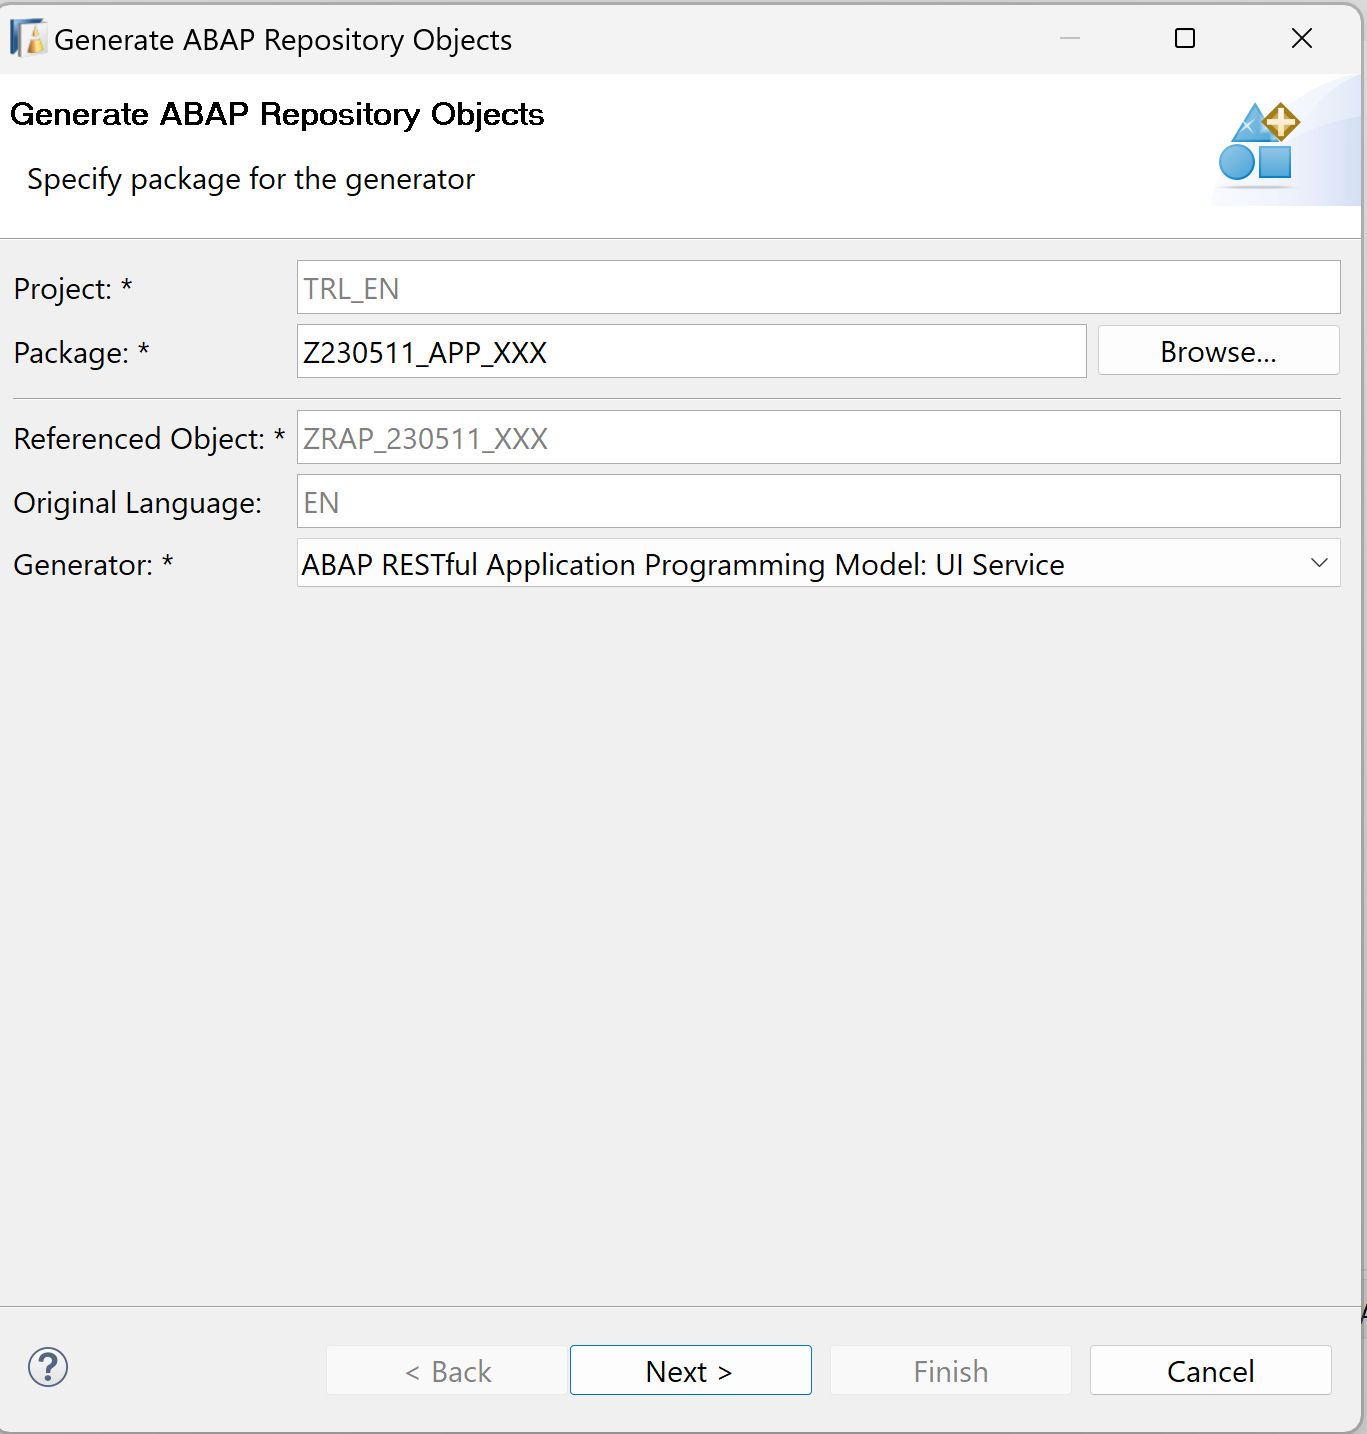 Generate ABAP Repository Objects
Generate ABAP Repository Objects
Specify package for the generator
Project: * TRL_EN
Package: * Z230511_APP_XXX Browse...
Referenced Object: * ZRAP_230511_XXX
Original Language: EN
Generator: * ABAP RESTful Application Programming Model: UI Service
? < Back Next > Finish Cancel